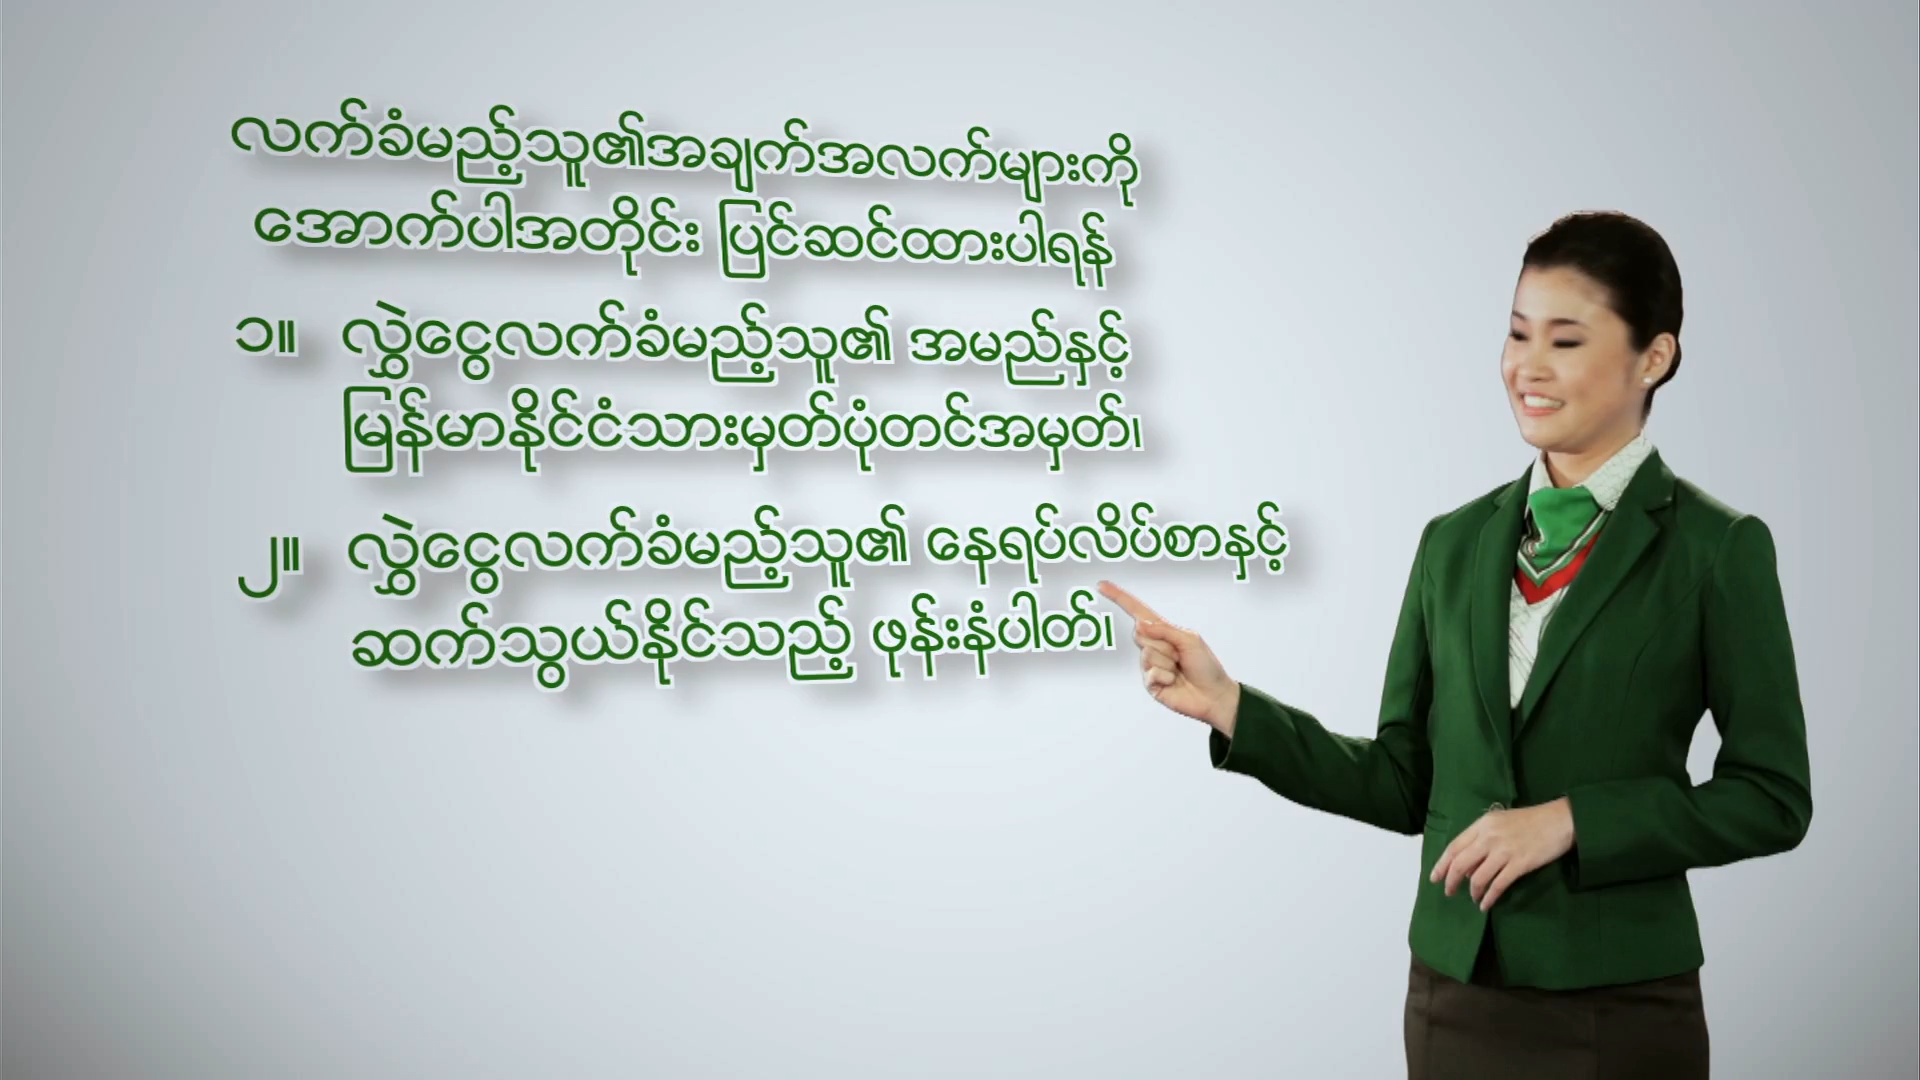 လက်ခံမည့်သူ၏အချက်အလက်များကို
အောက်ပါအတိုင်း ပြင်ဆင်ထားပါရန်
၁။ လွှဲငွေလက်ခံမည့်သူ၏ အမည်နှင့်
မြန်မာနိုင်ငံသားမှတ်ပုံတင်အမှတ်၊
၂။ လွှဲငွေလက်ခံမည့်သူ၏ နေရပ်လိပ်စာနှင့်
ဆက်သွယ်နိုင်သည့် ဖုန်းနံပါတ်၊